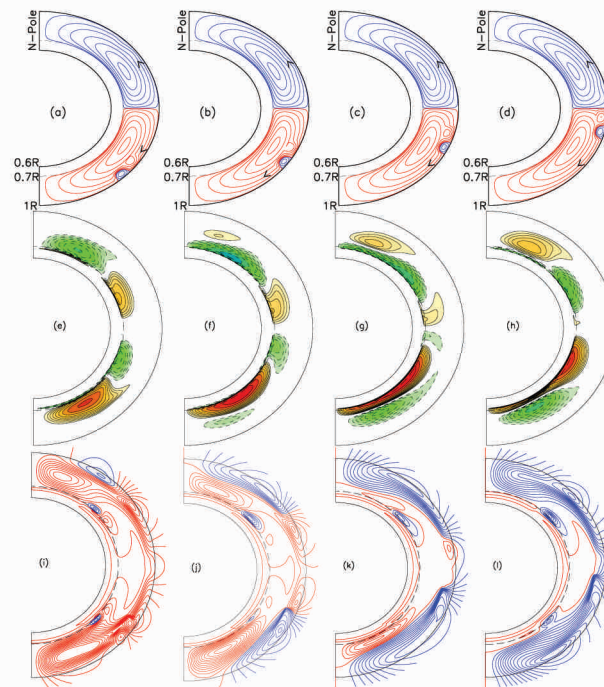 N-Pole N-Pole N-Pole N-Pole
(a) (b) (c) (d)
0.6R 0.6R 0.6R 0.6R
0.7R 0.7R 0.7R 0.7R
1R 1R 1R 1R
(e) (f) (g) (h)
(i) (j) (k) (l)